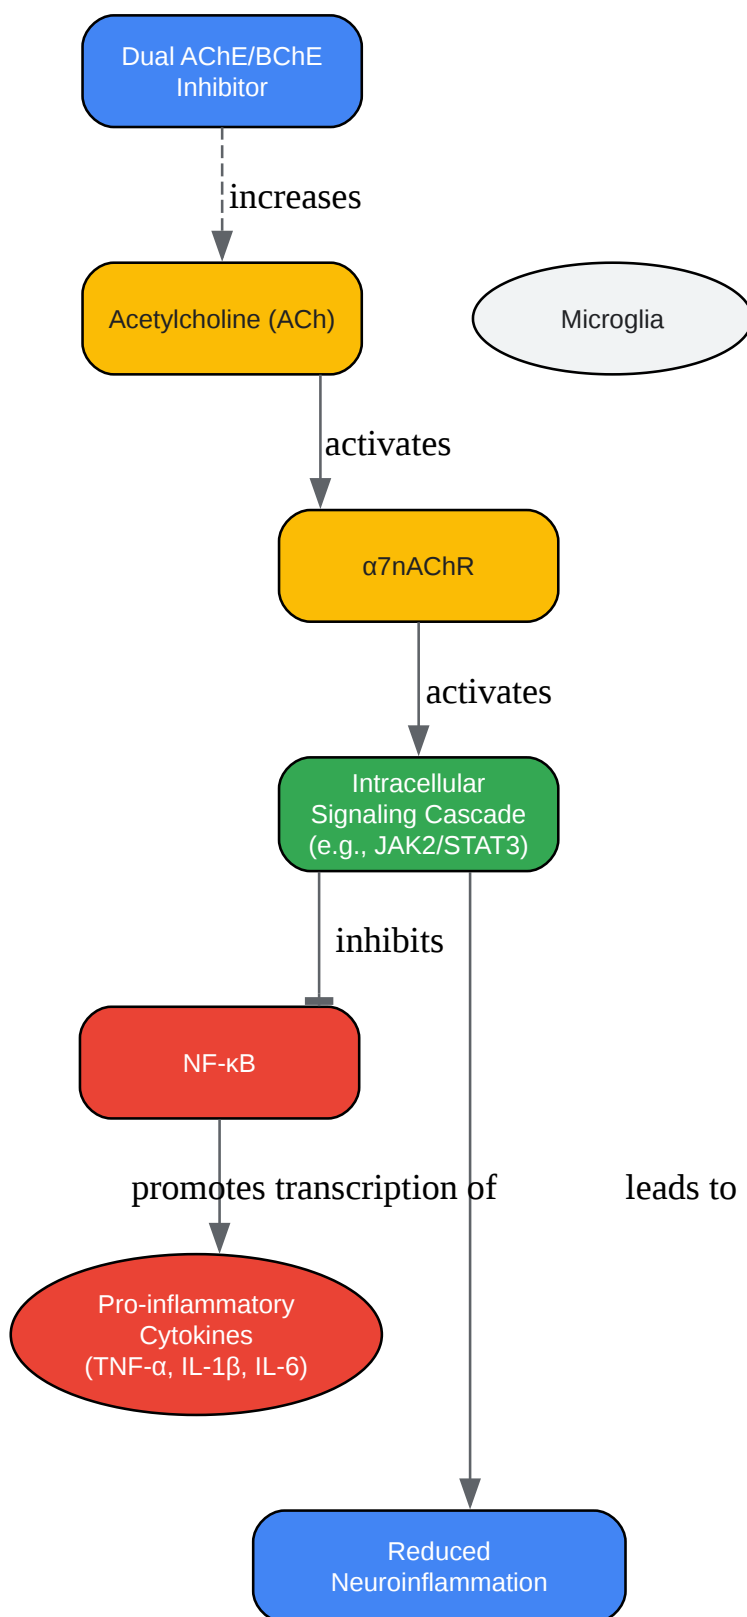 Dual AChE/BChE
Inhibitor
increases
Acetylcholine (ACh)
Microglia
activates
α7nAChR
activates
Intracellular
Signaling Cascade
(e.g., JAK2/STAT3)
inhibits
NF-κB
promotes transcription of
leads to
Pro-inflammatory
Cytokines
(TNF-α, IL-1β, IL-6)
Reduced
Neuroinflammation